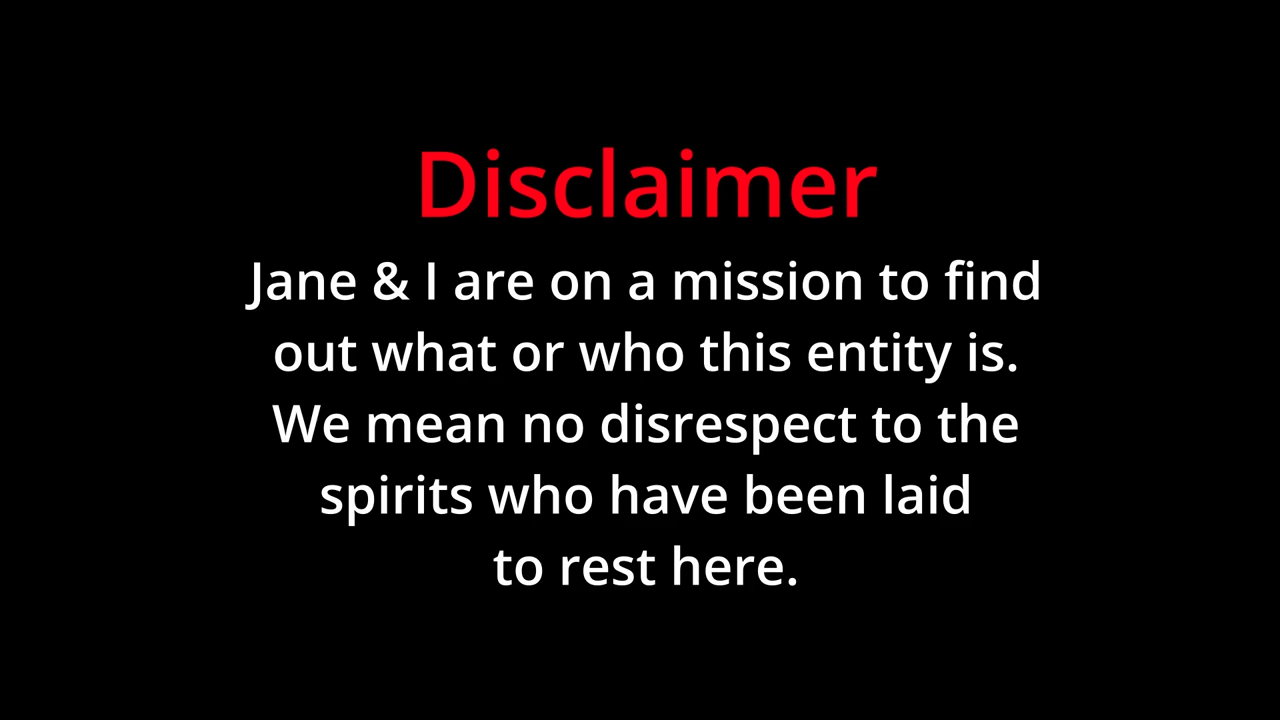 Disclaimer
Jane & I are on a mission to find
out what or who this entity is.
We mean no disrespect to the
spirits who have been laid
to rest here.